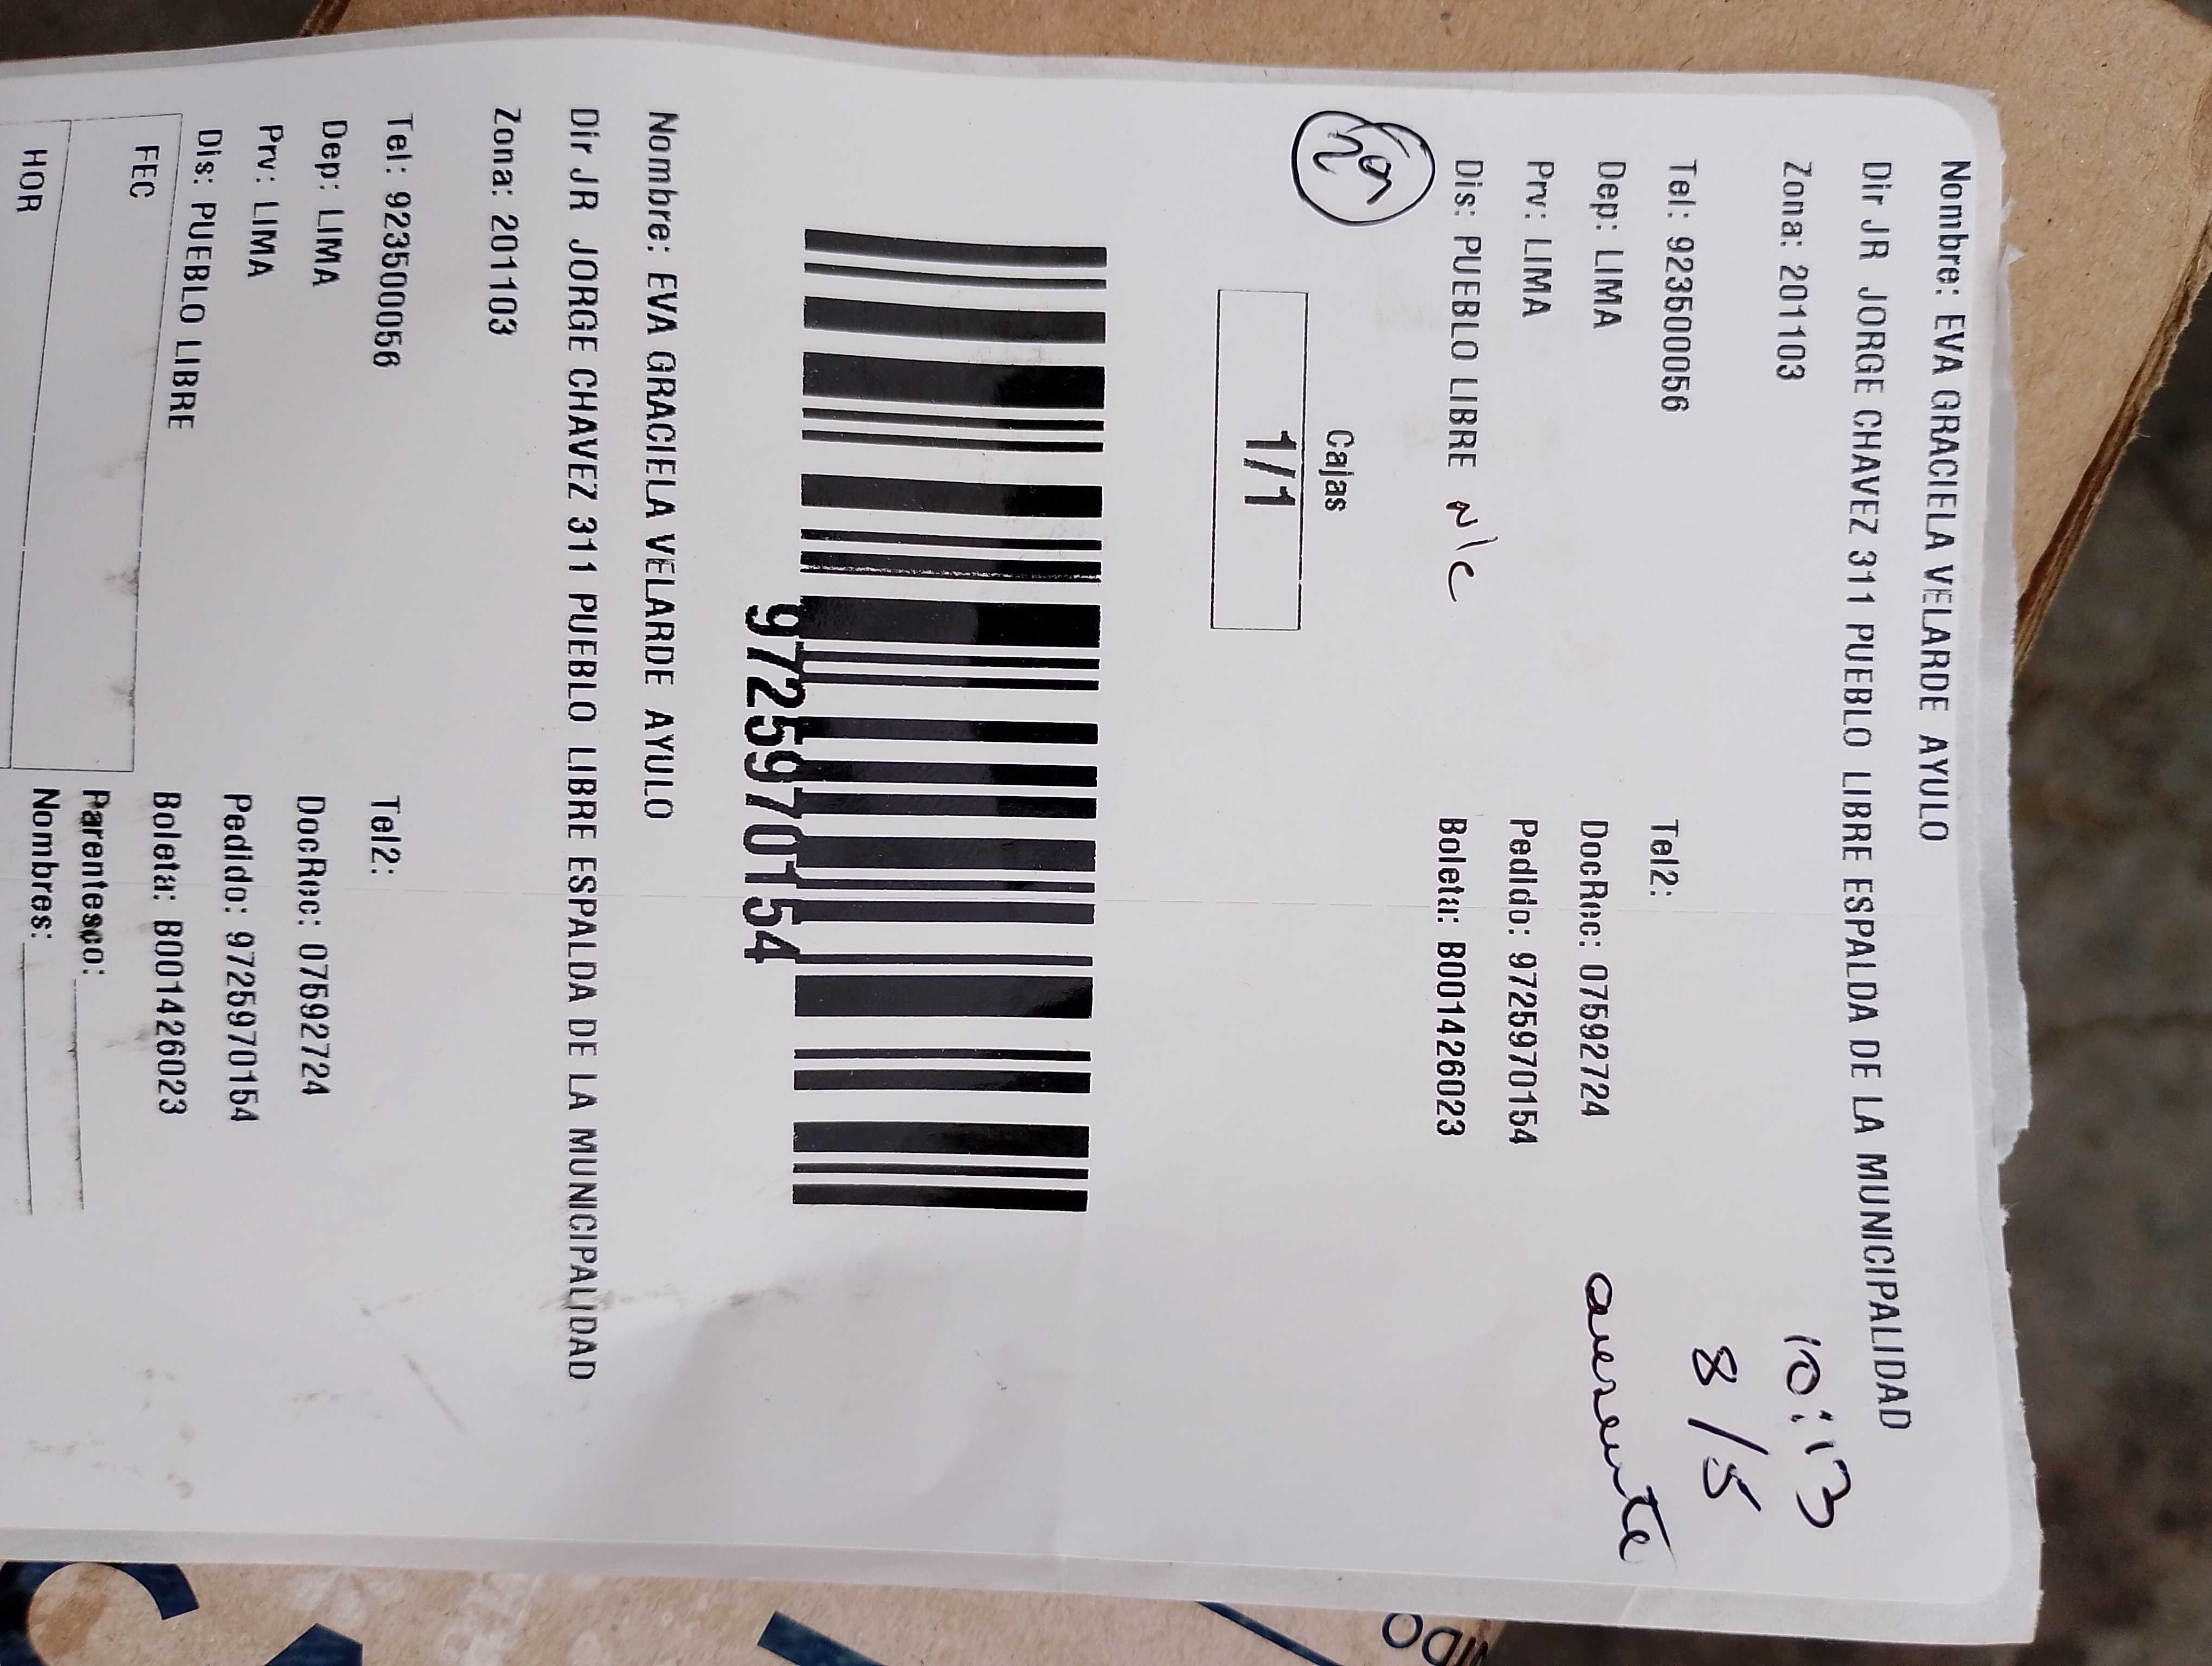 Nombre: EVA GRACIELA VELARDE AYULO
Dir JR JORGE CHAVEZ 311 PUEBLO LIBRE ESPALDA DE LA MUNICIPALIDAD
Zona: 201103
10:13
Tel: 923500056
Tel2:
8/5
Dep: LIMA
DocRec: 07592724
ausente
Prv: LIMA
Pedido: 9725970154
Dis: PUEBLO LIBRE N/C
Boleta: B001426023
Cajas
1/1
9725970154
Nombre: EVA GRACIELA VELARDE AYULO
Dir JR JORGE CHAVEZ 311 PUEBLO LIBRE ESPALDA DE LA MUNICIPALIDAD
Zona: 201103
Tel: 923500056
Tel2:
Dep: LIMA
DocRec: 07592724
Prv: LIMA
Pedido: 9725970154
Dis: PUEBLO LIBRE
Boleta: B001426023
FEC
Parentesco:
HOR
Nombres: